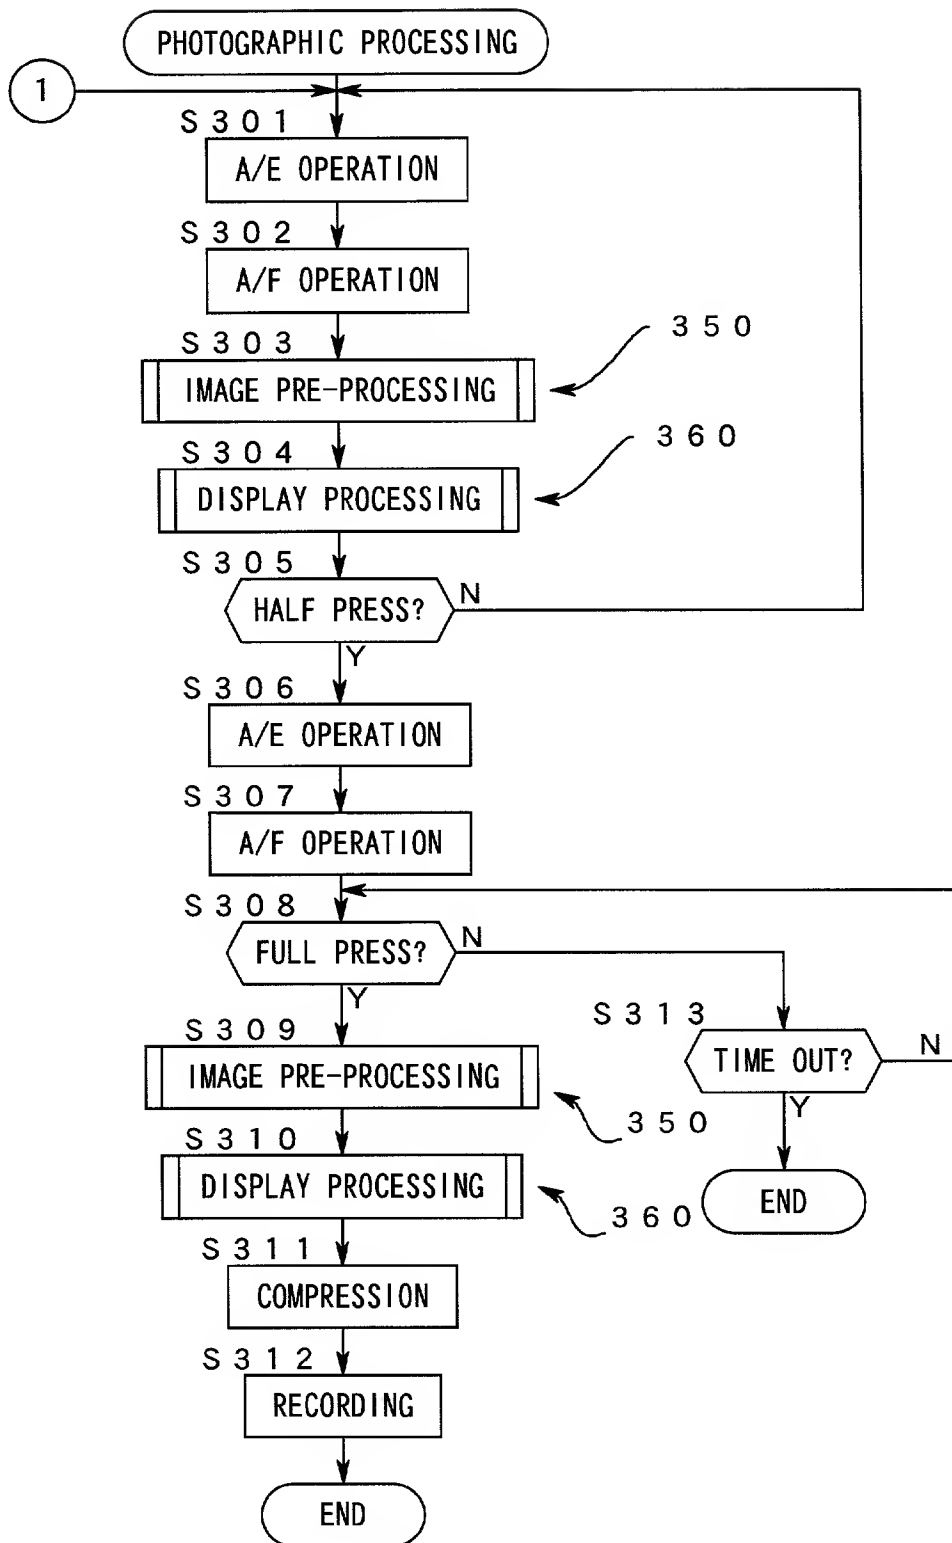 PHOTOGRAPHIC PROCESSING
1
S301
A/E OPERATION
S302
A/F OPERATION
S303
350
IMAGE PRE-PROCESSING
S304
360
DISPLAY PROCESSING
S305
HALF PRESS?
N
Y
S306
A/E OPERATION
S307
A/F OPERATION
S308
FULL PRESS?
N
Y
S313
TIME OUT?
N
Y
END
S309
IMAGE PRE-PROCESSING
350
S310
DISPLAY PROCESSING
360
S311
COMPRESSION
S312
RECORDING
END